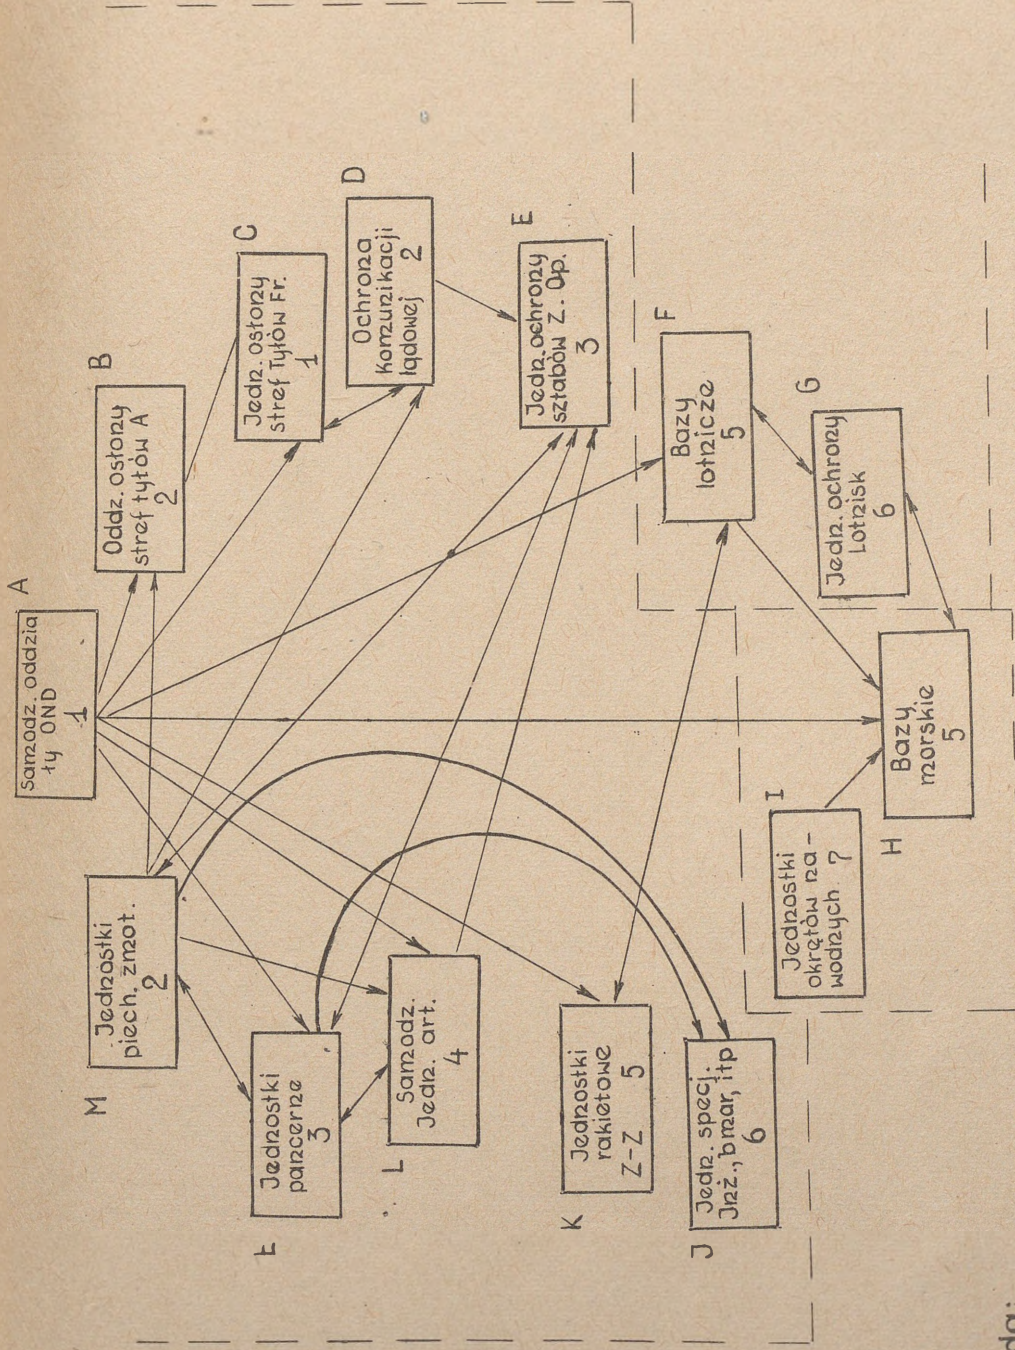 A
Samodz. oddzia
ły OND
1
B
Oddz. osłony
stref tyłów A
2
C
Jedn. osłony
stref Tyłów Fr.
1
D
Ochrona
komunikacji
lądowej 2
E
Jedn. ochrony
sztabów Z. Op.
3
F
Bazy
lotnicze
5
G
Jedn. ochrony
Lotnisk
6
H
Bazy
morskie
5
I
Jednostki
okrętów na-
wodnych 7
J
Jedn. specj.
Inż., b mar, itp
6
K
Jednostki
rakietowe
Z-Z 5
L
Samodz.
Jedn. art.
4
Ł
Jednostki
pancerne
3
M
Jednostki
piech. zmot.
2